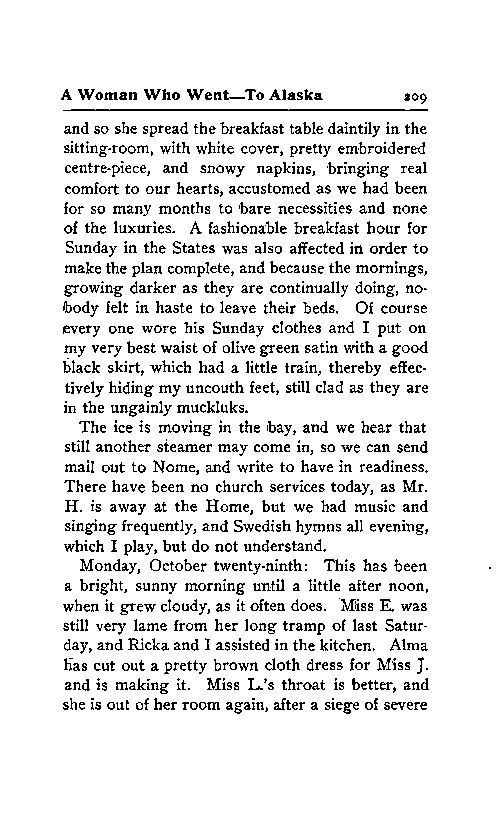 A Woman Who Went—To Alaska 209
and so she spread the breakfast table daintily in the
sitting-room, with white cover, pretty embroidered
centre-piece, and snowy napkins, bringing real
comfort to our hearts, accustomed as we had been
for so many months to bare necessities and none
of the luxuries. A fashionable breakfast hour for
Sunday in the States was also affected in order to
make the plan complete, and because the mornings,
growing darker as they are continually doing, no-
body felt in haste to leave their beds. Of course
every one wore his Sunday clothes and I put on
my very best waist of olive green satin with a good
black skirt, which had a little train, thereby effec-
tively hiding my uncouth feet, still clad as they are
in the ungainly muckluks.
The ice is moving in the bay, and we hear that
still another steamer may come in, so we can send
mail out to Nome, and write to have in readiness.
There have been no church services today, as Mr.
H. is away at the Home, but we had music and
singing frequently, and Swedish hymns all evening,
which I play, but do not understand.
Monday, October twenty-ninth: This has been
a bright, sunny morning until a little after noon,
when it grew cloudy, as it often does. Miss E. was
still very lame from her long tramp of last Satur-
day, and Ricka and I assisted in the kitchen. Alma
has cut out a pretty brown cloth dress for Miss J.
and is making it. Miss L.'s throat is better, and
she is out of her room again, after a siege of severe